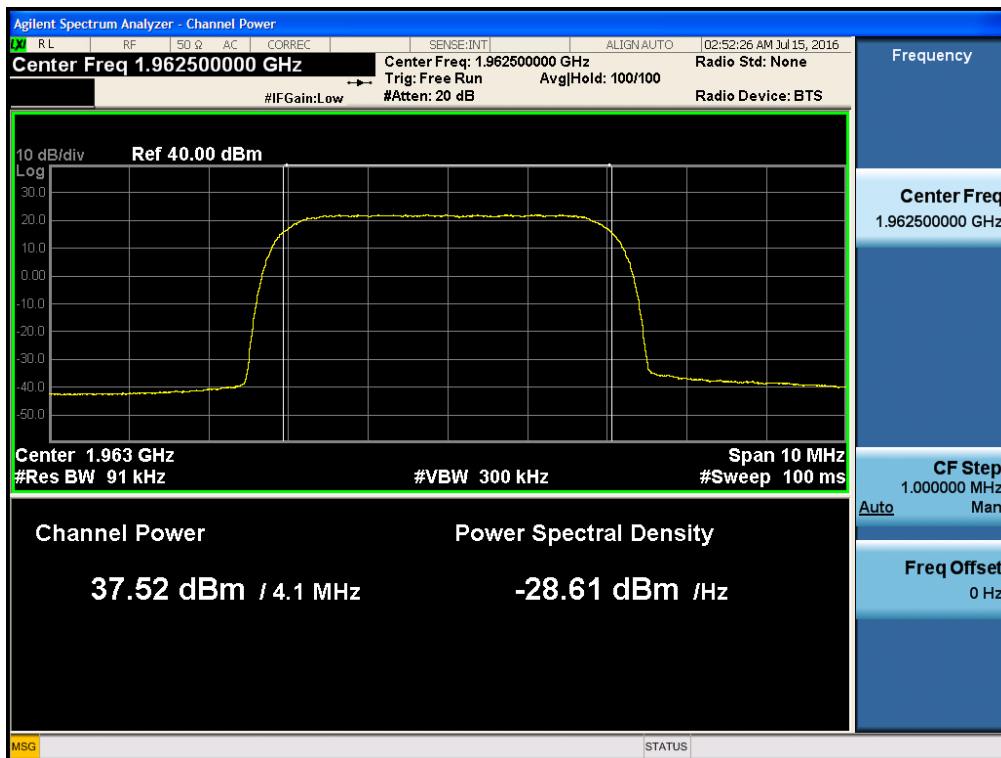 Agilent Spectrum Analyzer - Channel Power
LXI RL RF 50 Ω AC CORREC SENSE:INT ALIGN AUTO 02:52:26 AM Jul 15, 2016
Center Freq 1.962500000 GHz
Center Freq: 1.962500000 GHz Radio Std: None
Trig: Free Run Avg|Hold: 100/100
#IFGain:Low #Atten: 20 dB Radio Device: BTS
Frequency
10 dB/div Ref 40.00 dBm
Log
30.0
20.0
10.0
0.00
-10.0
-20.0
-30.0
-40.0
-50.0
Center 1.963 GHz Span 10 MHz
#Res BW 91 kHz #VBW 300 kHz #Sweep 100 ms
Channel Power Power Spectral Density
37.52 dBm / 4.1 MHz -28.61 dBm /Hz
Center Freq
1.962500000 GHz
CF Step
1.000000 MHz
Auto Man
Freq Offset
0 Hz
MSG STATUS